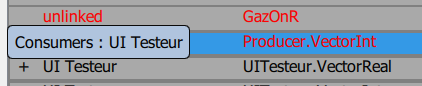 unlinked GazOnR
Consumers : UI Testeur Producer.VectorInt
+ UI Testeur UITesteur.VectorReal